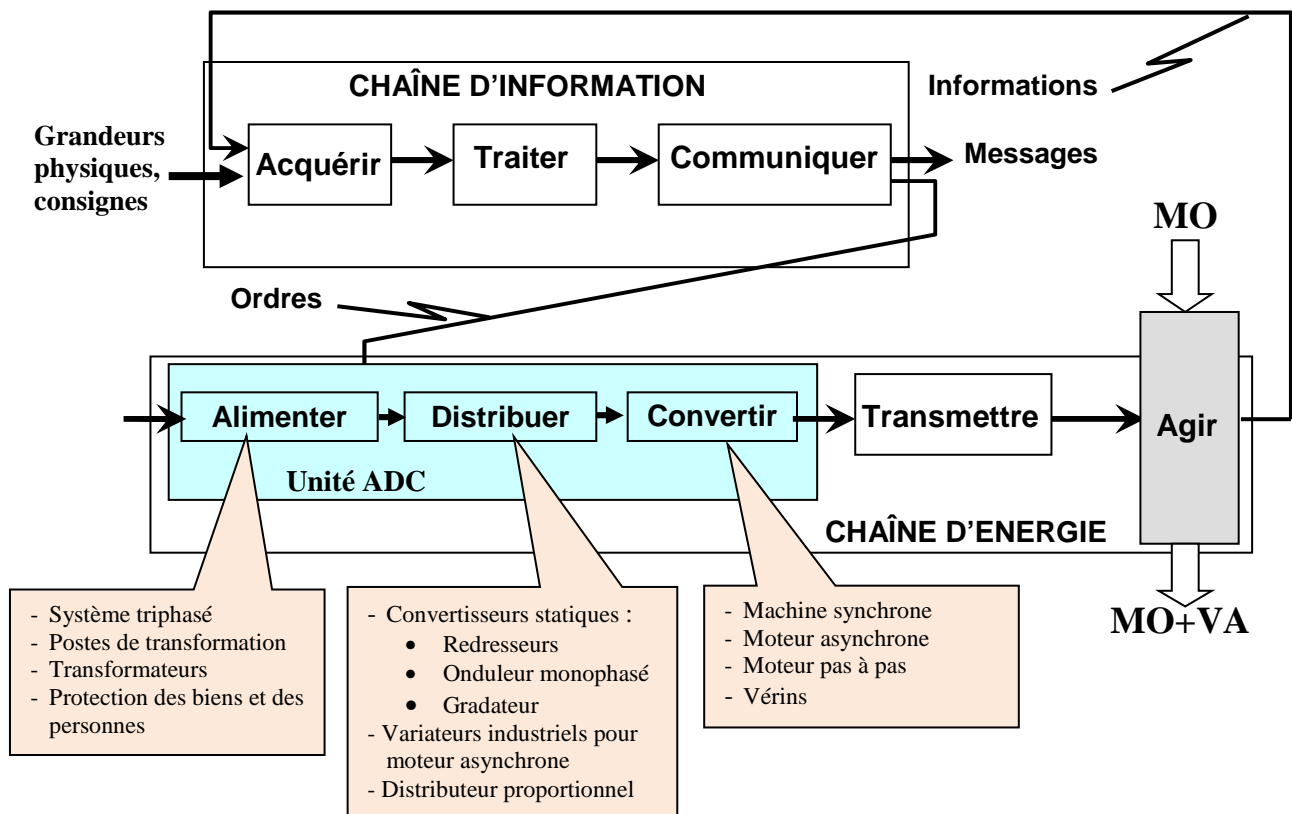 CHAÎNE D'INFORMATION
Informations
Grandeurs
physiques,
consignes
Acquérir
Traiter
Communiquer
Messages
MO
Ordres
Alimenter
Distribuer
Convertir
Transmettre
Agir
Unité ADC
CHAÎNE D'ENERGIE
- Système triphasé
- Postes de transformation
- Transformateurs
- Protection des biens et des
personnes
- Convertisseurs statiques :
• Redresseurs
• Onduleur monophasé
• Gradateur
- Variateurs industriels pour
moteur asynchrone
- Distributeur proportionnel
- Machine synchrone
- Moteur asynchrone
- Moteur pas à pas
- Vérins
MO+VA